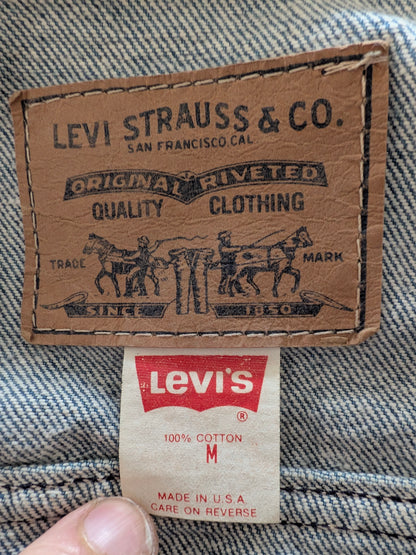 LEVI STRAUSS & CO.
SAN FRANCISCO.CAL.
ORIGINAL RIVETED
QUALITY CLOTHING
TRADE MARK
SINCE 1850
LEVI'S
®
100% COTTON
M
MADE IN U.S.A.
CARE ON REVERSE